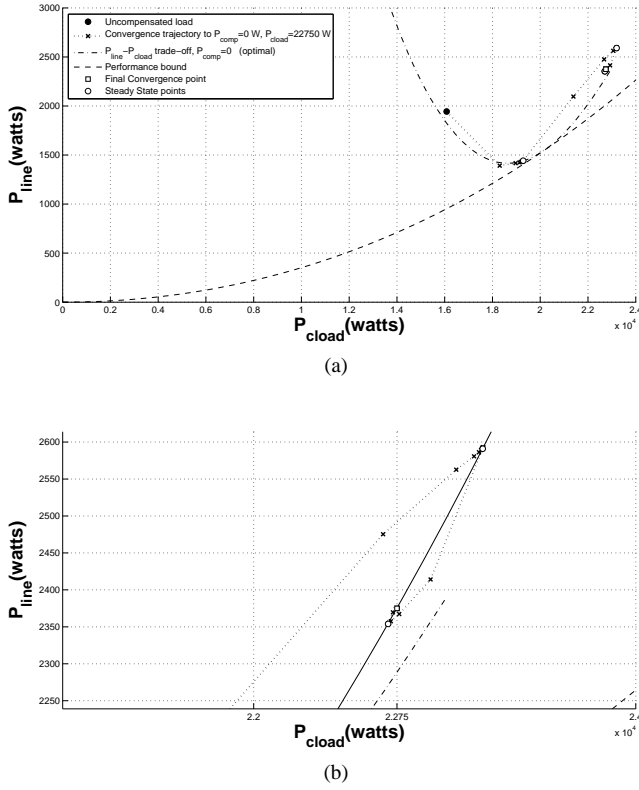 3000
2500
2000
1500
1000
500
0
P_line(watts)
Uncompensated load
Convergence trajectory to P_comp=0 W, P_cload=22750 W
P_line−P_cload trade−off, P_comp=0 (optimal)
Performance bound
Final Convergence point
Steady State points
0 0.2 0.4 0.6 0.8 1 1.2 1.4 1.6 1.8 2 2.2 2.4
x 10^4
P_cload(watts)
(a)
2600
2550
2500
2450
2400
2350
2300
2250
P_line(watts)
2.2 2.275 2.4
x 10^4
P_cload(watts)
(b)